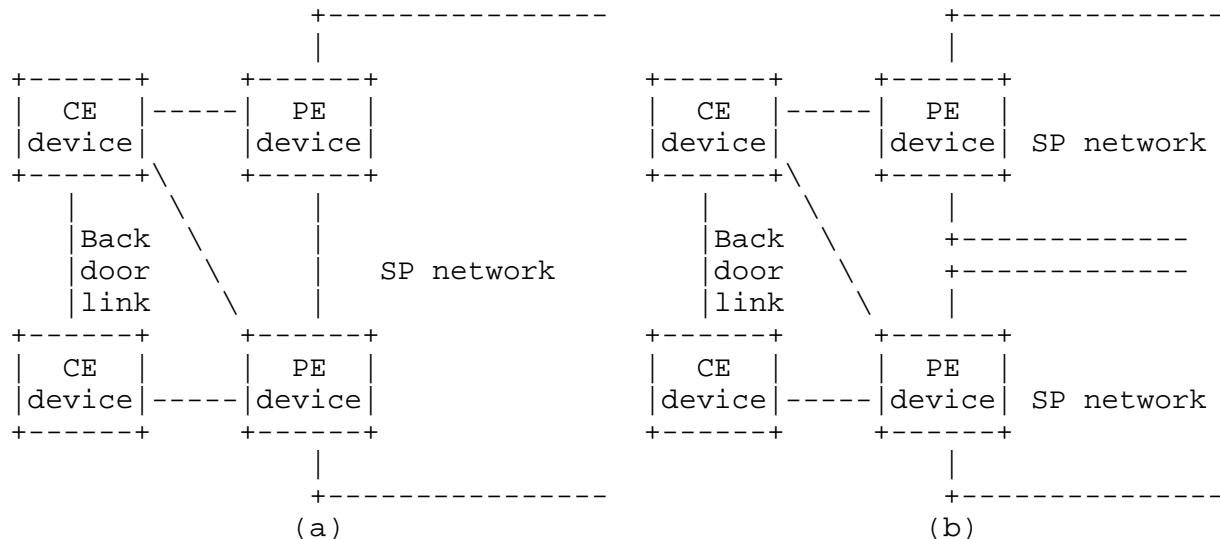 CE PE CE PE
device device device device SP network
Back Back
door SP network door
link link
CE PE CE PE
device device device device SP network
(a) (b)